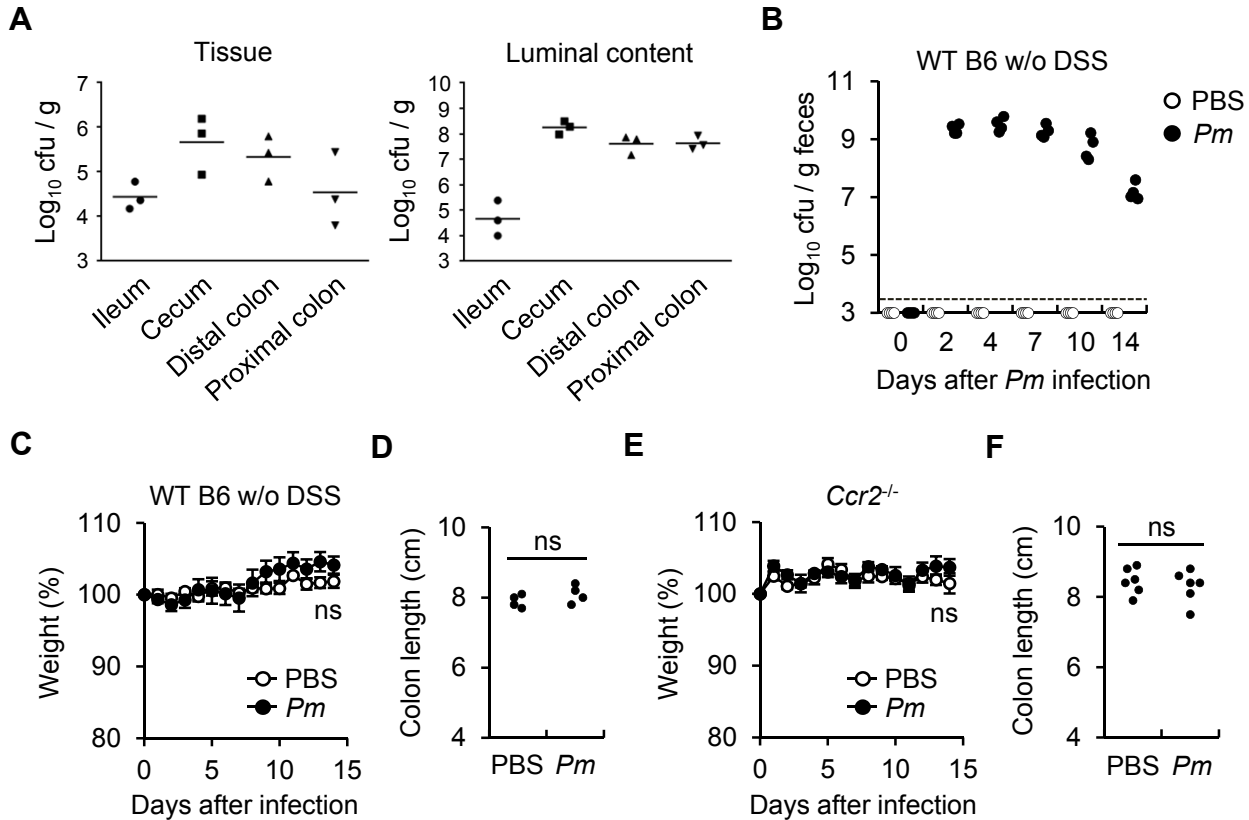 A
Tissue
Log10 cfu / g
7
6
5
4
3
Ileum
Cecum
Distal colon
Proximal colon
Luminal content
Log10 cfu / g
10
9
8
7
6
5
4
3
Ileum
Cecum
Distal colon
Proximal colon
B
WT B6 w/o DSS
Log10 cfu / g feces
11
9
7
5
3
0 2 4 7 10 14
Days after Pm infection
PBS
Pm
C
WT B6 w/o DSS
Weight (%)
110
100
90
80
ns
PBS
Pm
0 5 10 15
Days after infection
D
Colon length (cm)
10
8
6
4
ns
PBS Pm
E
Ccr2-/-
Weight (%)
110
100
90
80
ns
PBS
Pm
0 5 10 15
Days after infection
F
Colon length (cm)
10
8
6
4
ns
PBS Pm